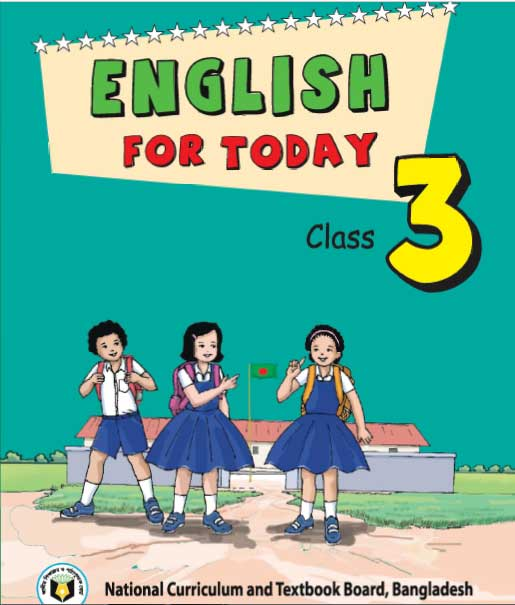 ENGLISH
FOR TODAY
Class 3
National Curriculum and Textbook Board, Bangladesh